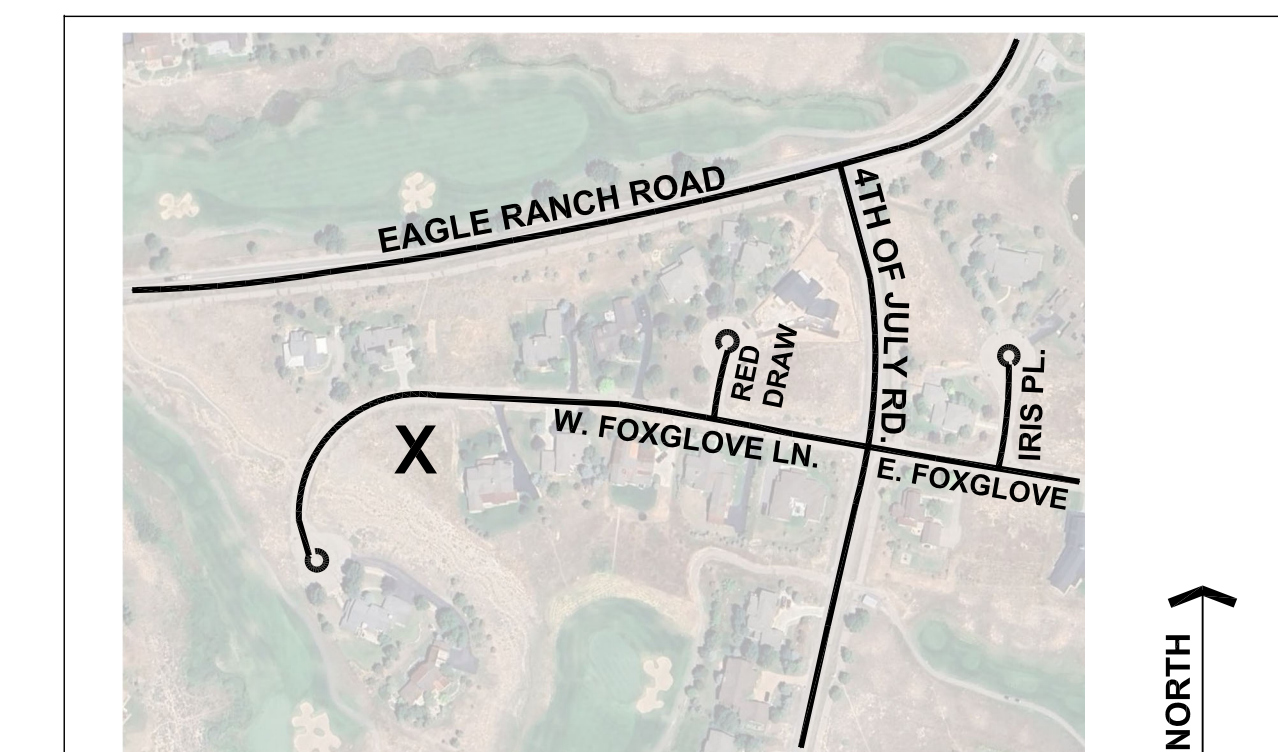 EAGLE RANCH ROAD
4TH OF JULY RD.
RED
DRAW
IRIS PL.
W. FOXGLOVE LN.
X
E. FOXGLOVE
NORTH